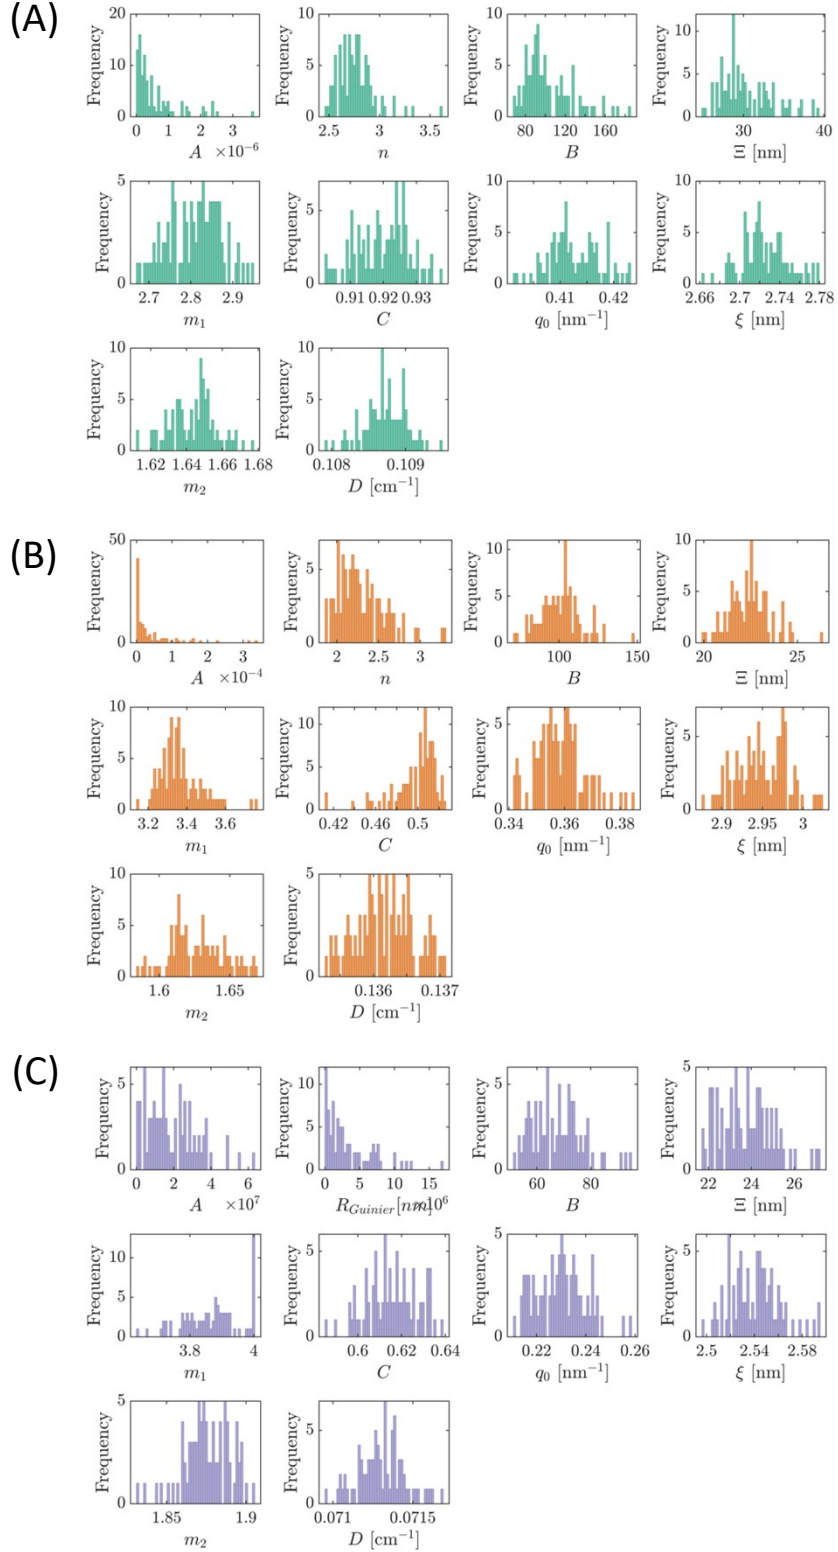 (A)
Frequency 20 10 0
0 1 2 3
A ×10⁻⁶
Frequency 10 5 0
2.5 3 3.5
n
Frequency 10 5 0
80 120 160
B
Frequency 10 5 0
30 40
Ξ [nm]
Frequency 5 0
2.7 2.8 2.9
m₁
Frequency 5 0
0.91 0.92 0.93
C
Frequency 10 5 0
0.41 0.42
q₀ [nm⁻¹]
Frequency 10 5 0
2.66 2.7 2.74 2.78
ξ [nm]
Frequency 10 5 0
1.62 1.64 1.66 1.68
m₂
Frequency 10 5 0
0.108 0.109
D [cm⁻¹]
(B)
Frequency 50 0
0 1 2 3
A ×10⁻⁴
Frequency 5 0
2 2.5 3
n
Frequency 10 5 0
100 150
B
Frequency 10 5 0
20 25
Ξ [nm]
Frequency 10 5 0
3.2 3.4 3.6
m₁
Frequency 10 5 0
0.42 0.46 0.5
C
Frequency 5 0
0.34 0.36 0.38
q₀ [nm⁻¹]
Frequency 5 0
2.9 2.95 3
ξ [nm]
Frequency 10 5 0
1.6 1.65
m₂
Frequency 5 0
0.136 0.137
D [cm⁻¹]
(C)
Frequency 5 0
0 2 4 6
A ×10⁷
Frequency 10 5 0
0 5 10 15
R_Guinier [nm] ×10⁶
Frequency 5 0
60 80
B
Frequency 5 0
22 24 26
Ξ [nm]
Frequency 10 5 0
3.8 4
m₁
Frequency 5 0
0.6 0.62 0.64
C
Frequency 5 0
0.22 0.24 0.26
q₀ [nm⁻¹]
Frequency 5 0
2.5 2.54 2.58
ξ [nm]
Frequency 5 0
1.85 1.9
m₂
Frequency 5 0
0.071 0.0715
D [cm⁻¹]